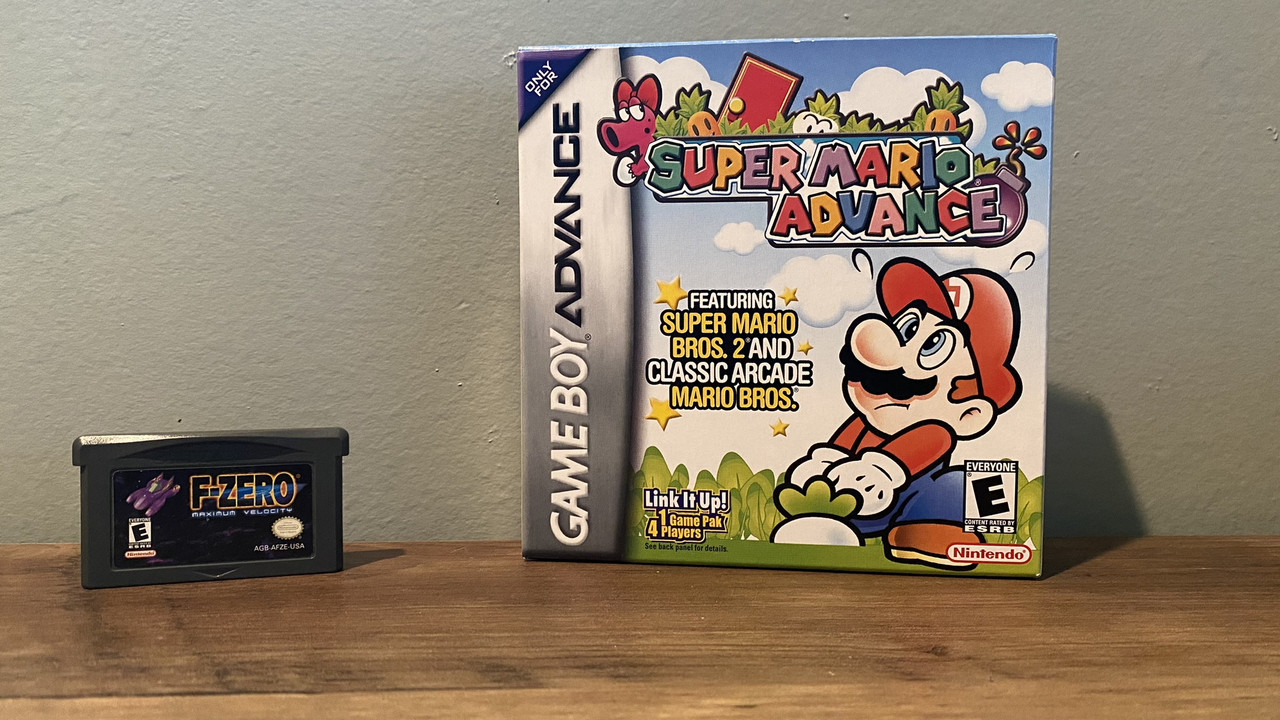 F-ZERO
MAXIMUM VELOCITY
EVERYONE
E
ESRB
Nintendo
AGB-AFZE-USA
ONLY
FOR
GAME BOY ADVANCE
SUPER MARIO
ADVANCE
FEATURING
SUPER MARIO
BROS. 2® AND
CLASSIC ARCADE
MARIO BROS.®
Link It Up!
1 Game Pak
4 Players
See back panel for details.
EVERYONE
E
CONTENT RATED BY
ESRB
Nintendo®